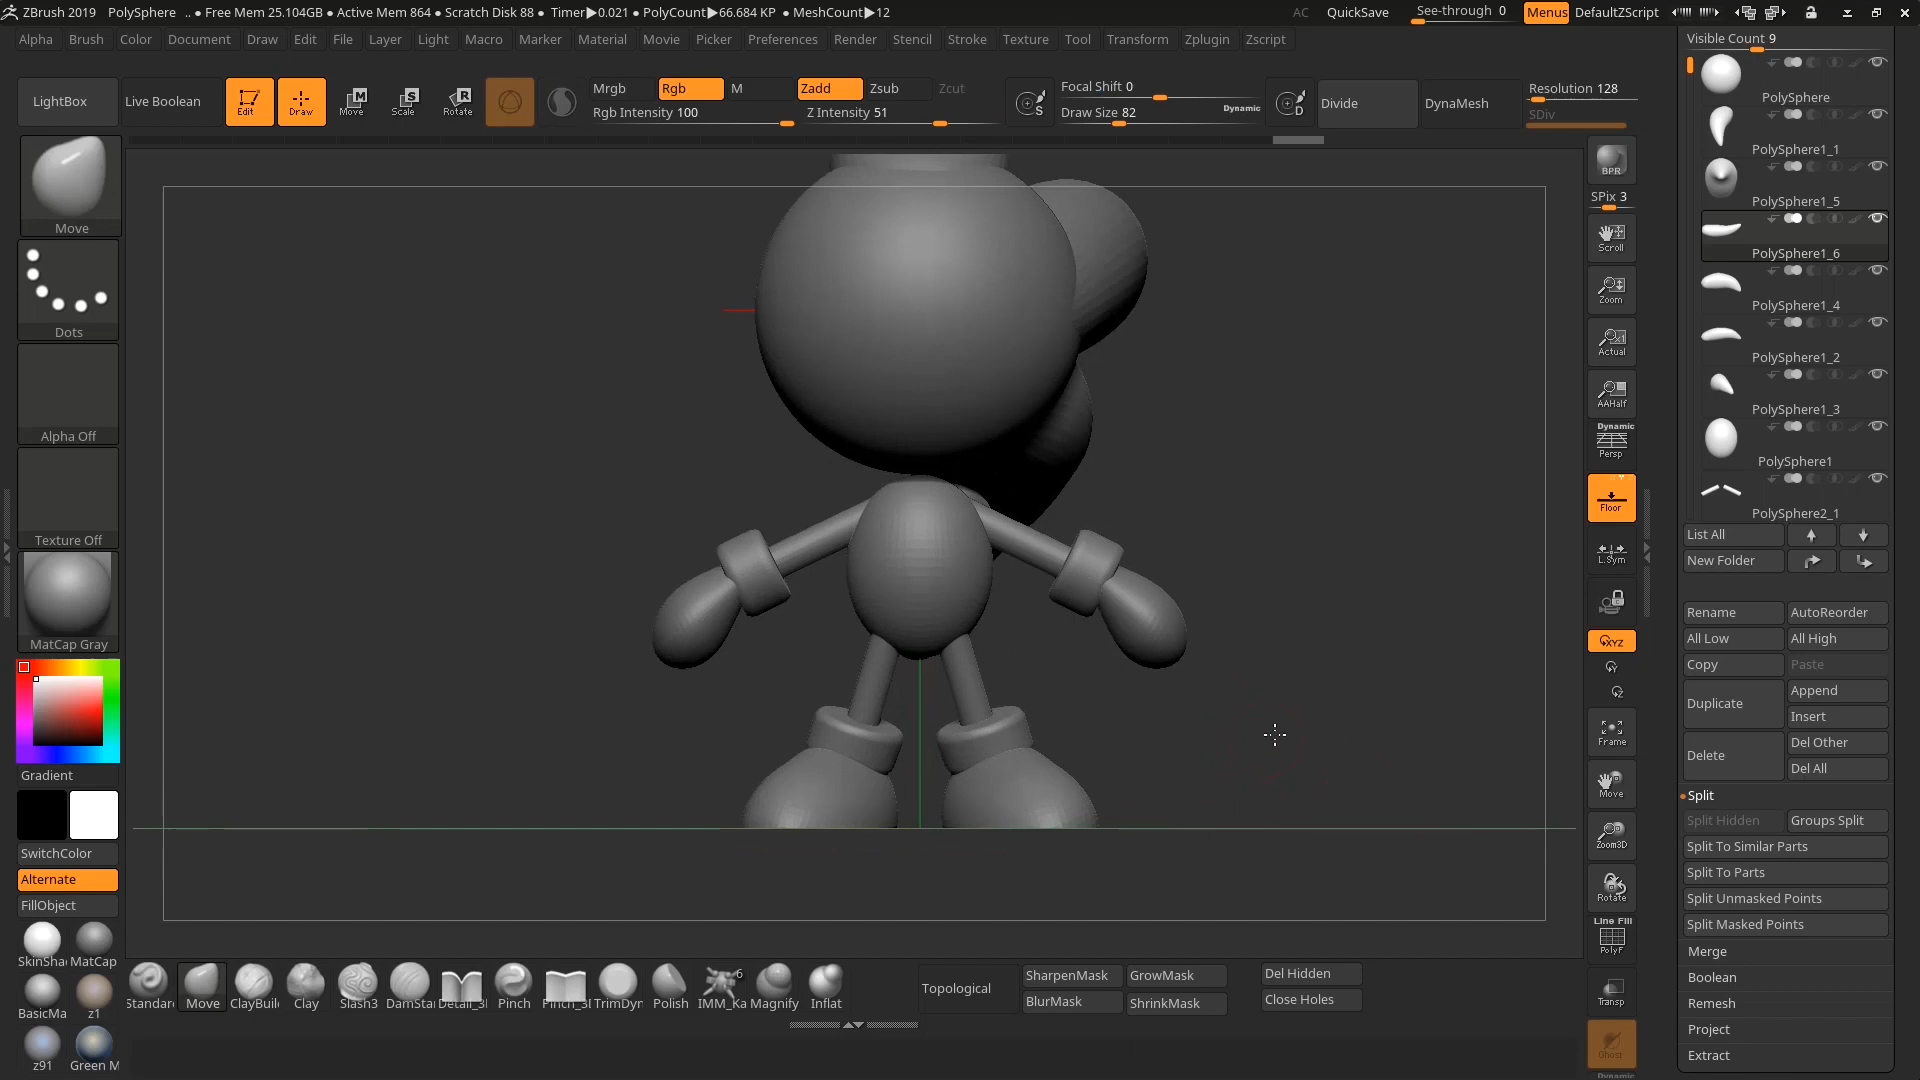 ZBrush 2019 PolySphere .. ● Free Mem 25.104GB ● Active Mem 864 ● Scratch Disk 88 ● Timer▶0.021 ● PolyCount▶66.684 KP ● MeshCount▶12 AC QuickSave See-through 0 Menus DefaultZScript
Alpha Brush Color Document Draw Edit File Layer Light Macro Marker Material Movie Picker Preferences Render Stencil Stroke Texture Tool Transform Zplugin Zscript
LightBox
Live Boolean
Edit
Draw
Move
Scale
Rotate
Mrgb Rgb M Zadd Zsub Zcut
Rgb Intensity 100 Z Intensity 51
Focal Shift 0
Draw Size 82 Dynamic
S
D
Divide
DynaMesh
Resolution 128
SDiv
Move
Dots
Alpha Off
Texture Off
MatCap Gray
Gradient
SwitchColor
Alternate
FillObject
SkinSha MatCap
BasicMa z1
z91 Green M
BPR
SPix 3
Scroll
Zoom
Actual
AAHalf
Dynamic
Persp
Floor
L.Sym
XYZ
Y
Z
Frame
Move
Zoom3D
Rotate
Line Fill
PolyF
Transp
Ghost
Dynamic
Visible Count 9
PolySphere
PolySphere1_1
PolySphere1_5
PolySphere1_6
PolySphere1_4
PolySphere1_2
PolySphere1_3
PolySphere1
PolySphere2_1
List All
New Folder
Rename AutoReorder
All Low All High
Copy Paste
Duplicate Append
Insert
Delete Del Other
Del All
Split
Split Hidden Groups Split
Split To Similar Parts
Split To Parts
Split Unmasked Points
Split Masked Points
Merge
Boolean
Remesh
Project
Extract
Standar Move ClayBuil Clay Slash3 DamSta Detail_3 Pinch Pinch_3 TrimDyn Polish IMM_Ka Magnify Inflat
6
Topological
SharpenMask GrowMask Del Hidden
BlurMask ShrinkMask Close Holes